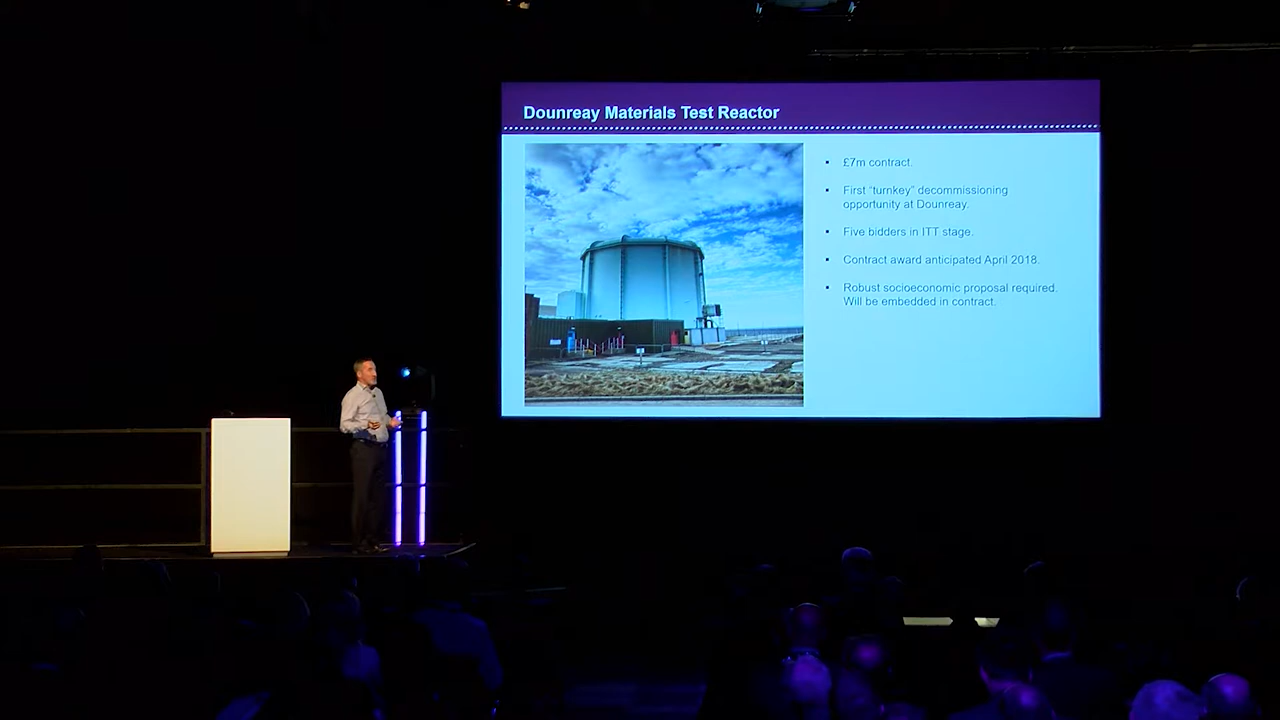 Dounreay Materials Test Reactor
£7m contract.
First “turnkey” decommissioning
opportunity at Dounreay.
Five bidders in ITT stage.
Contract award anticipated April 2018.
Robust socioeconomic proposal required.
Will be embedded in contract.